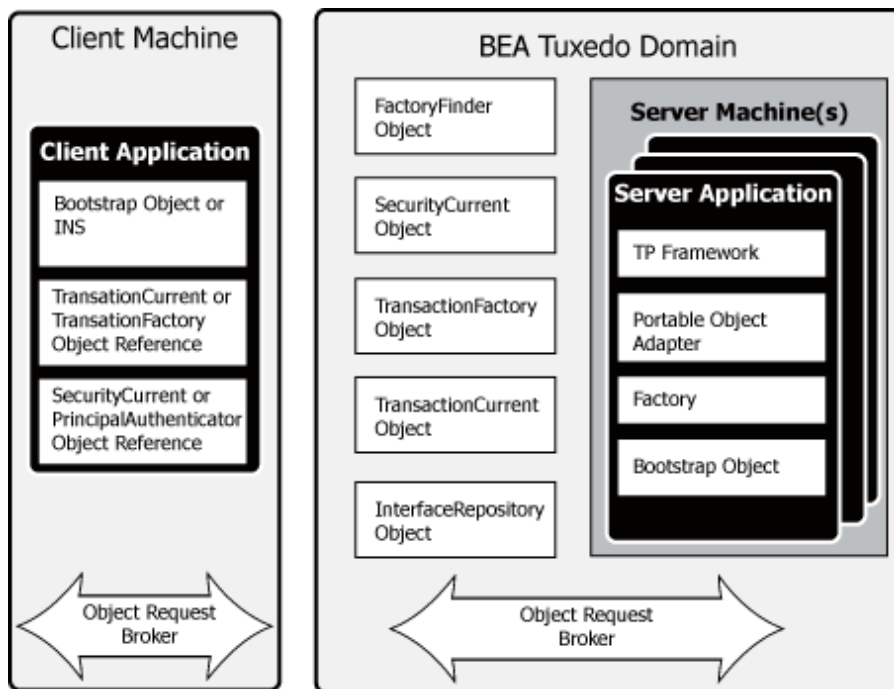 Client Machine
Client Application
Bootstrap Object or
INS
TransationCurrent or
TransationFactory
Object Reference
SecurityCurrent or
PrincipalAuthenticator
Object Reference
Object Request
Broker
BEA Tuxedo Domain
FactoryFinder
Object
SecurityCurrent
Object
TransactionFactory
Object
TransactionCurrent
Object
InterfaceRepository
Object
Server Machine(s)
Server Application
TP Framework
Portable Object
Adapter
Factory
Bootstrap Object
Object Request
Broker